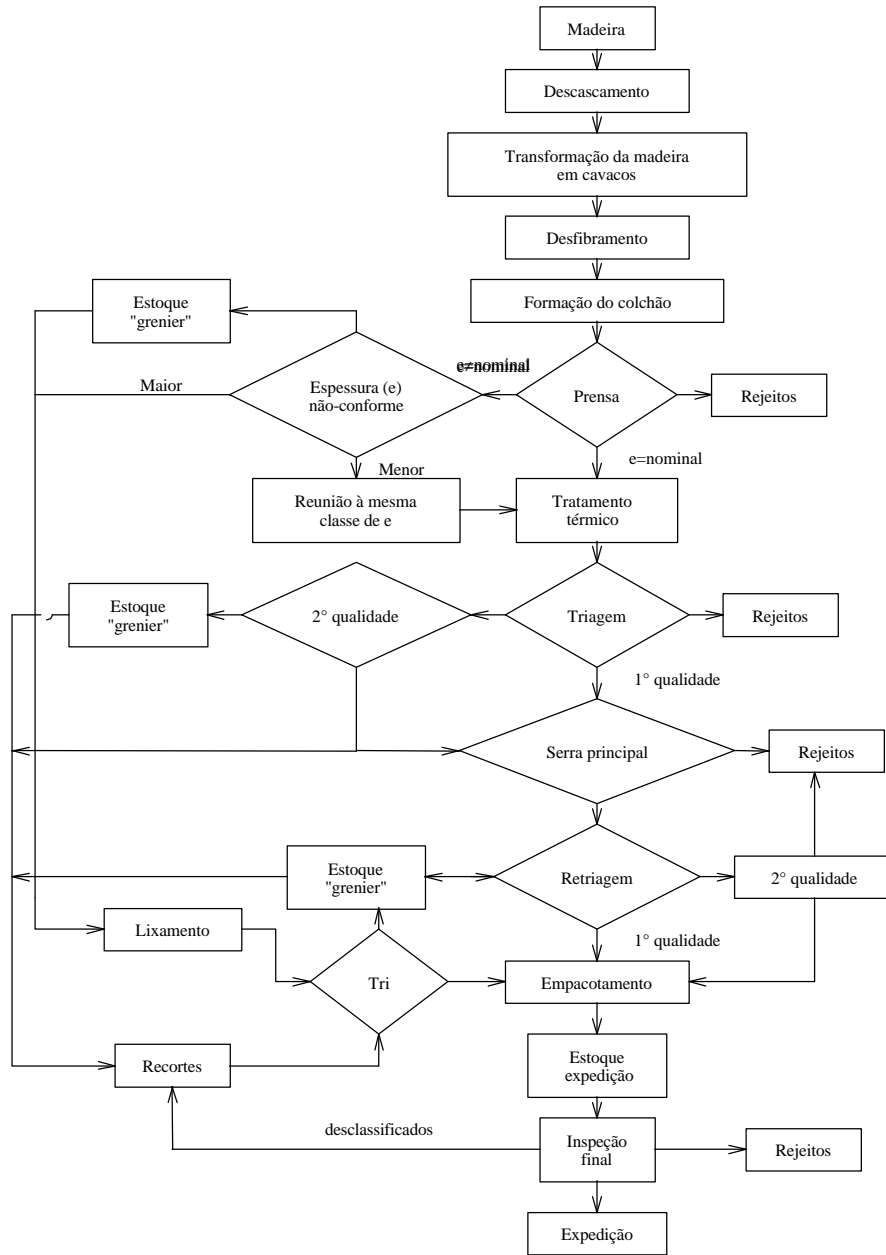 Madeira
Descascamento
Transformação da madeira
em cavacos
Desfibramento
Estoque
"grenier"
Formação do colchão
e≠nominal
Maior
Espessura (e)
não-conforme
Prensa
Rejeitos
e=nominal
Menor
Reunião à mesma
classe de e
Tratamento
térmico
Estoque
"grenier"
2° qualidade
Triagem
Rejeitos
1° qualidade
Serra principal
Rejeitos
Estoque
"grenier"
Retriagem
2° qualidade
1° qualidade
Lixamento
Tri
Empacotamento
Recortes
Estoque
expedição
desclassificados
Inspeção
final
Rejeitos
Expedição